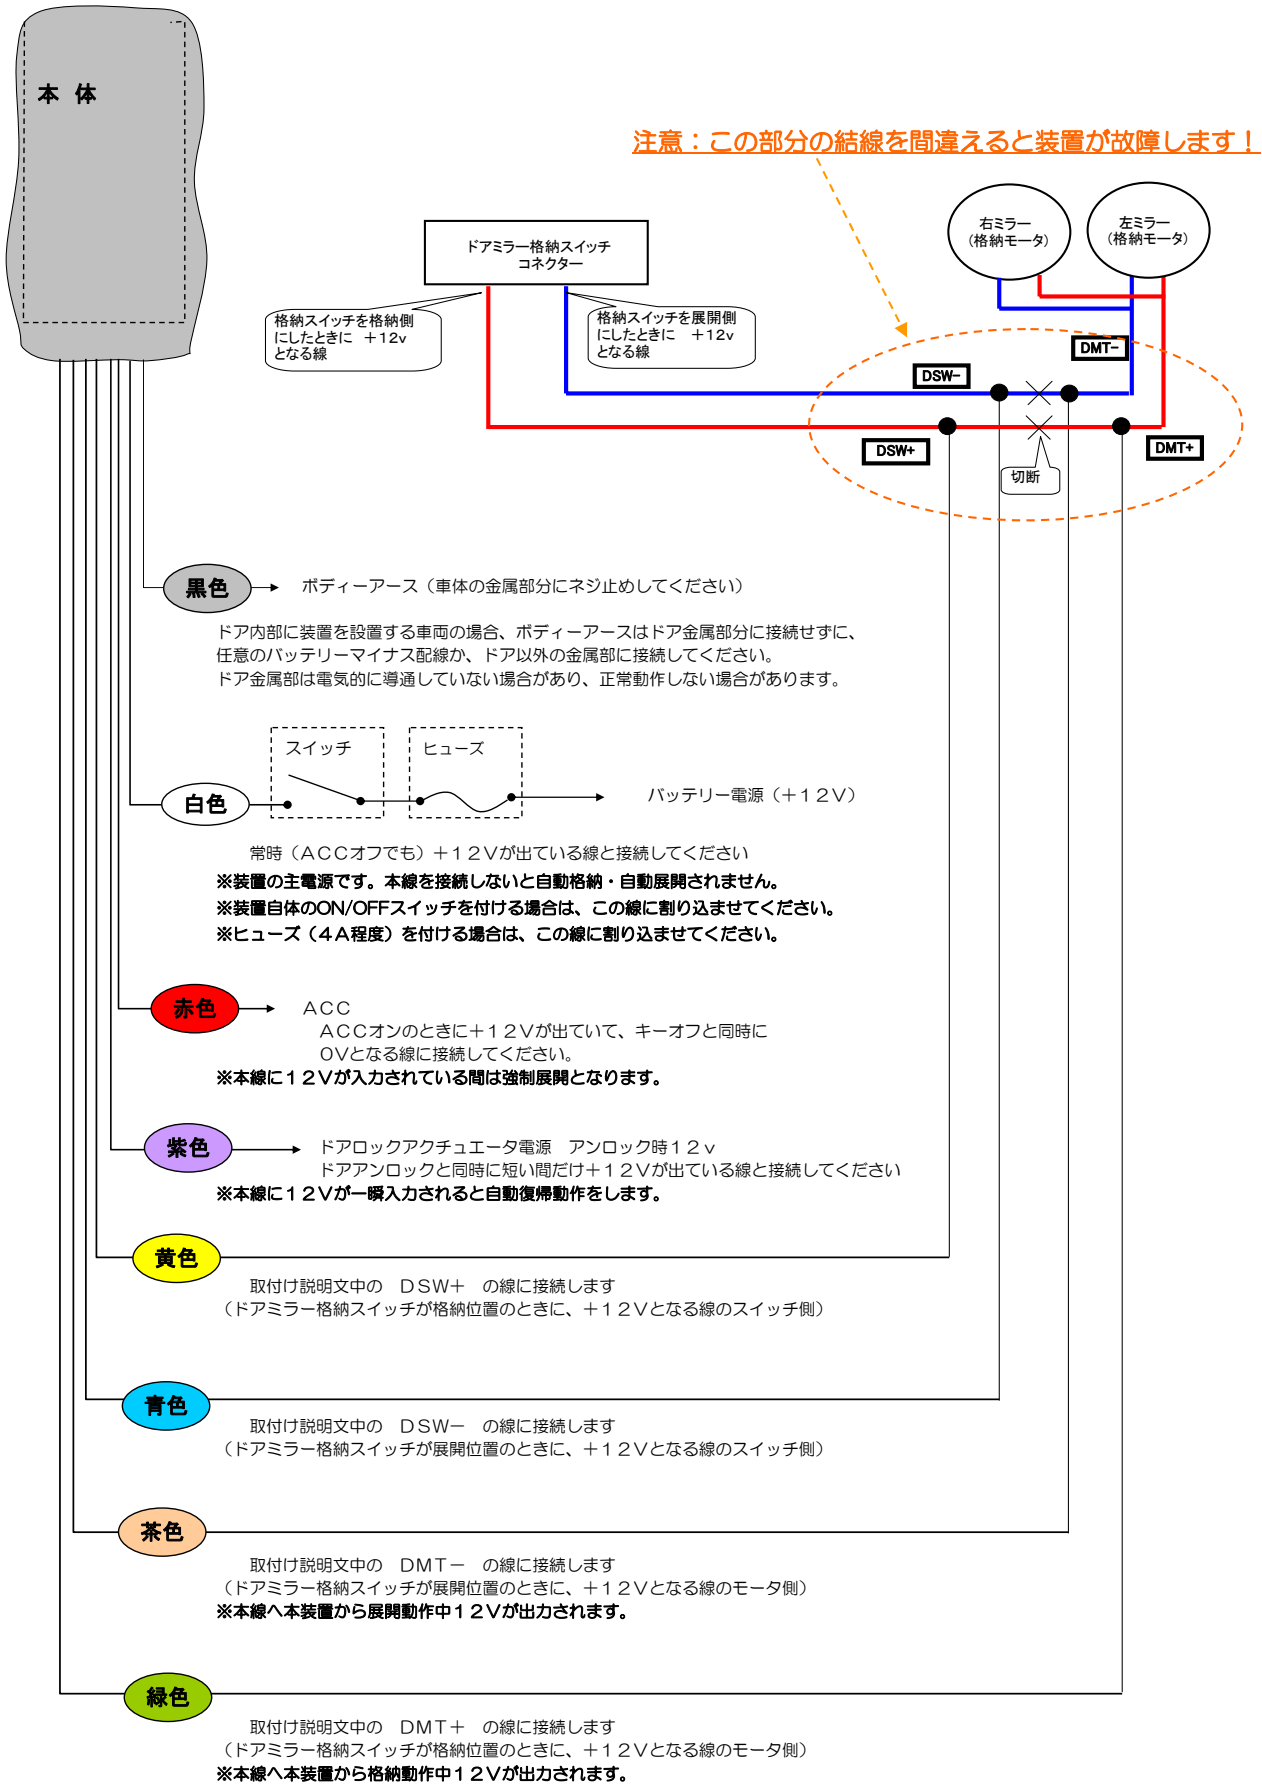 本 体
注意：この部分の結線を間違えると装置が故障します！
右ミラー
（格納モータ）
左ミラー
（格納モータ）
ドアミラー格納スイッチ
コネクター
格納スイッチを格納側
にしたときに　＋12v
となる線
格納スイッチを展開側
にしたときに　＋12v
となる線
DMT−
DSW−
DSW+
DMT+
切断
黒色
ボディーアース（車体の金属部分にネジ止めしてください）
ドア内部に装置を設置する車両の場合、ボディーアースはドア金属部分に接続せずに、
任意のバッテリーマイナス配線か、ドア以外の金属部に接続してください。
ドア金属部は電気的に導通していない場合があり、正常動作しない場合があります。
スイッチ
ヒューズ
白色
バッテリー電源（＋１２Ｖ）
常時（ＡＣＣオフでも）＋１２Ｖが出ている線と接続してください
※装置の主電源です。本線を接続しないと自動格納・自動展開されません。
※装置自体のON/OFFスイッチを付ける場合は、この線に割り込ませてください。
※ヒューズ（４Ａ程度）を付ける場合は、この線に割り込ませてください。
赤色
ＡＣＣ
ＡＣＣオンのときに＋１２Ｖが出ていて、キーオフと同時に
０Ｖとなる線に接続してください。
※本線に１２Ｖが入力されている間は強制展開となります。
紫色
ドアロックアクチュエータ電源　アンロック時１２ｖ
ドアアンロックと同時に短い間だけ＋１２Ｖが出ている線と接続してください
※本線に１２Ｖが一瞬入力されると自動復帰動作をします。
黄色
取付け説明文中の　ＤＳＷ＋　の線に接続します
（ドアミラー格納スイッチが格納位置のときに、＋１２Ｖとなる線のスイッチ側）
青色
取付け説明文中の　ＤＳＷ－　の線に接続します
（ドアミラー格納スイッチが展開位置のときに、＋１２Ｖとなる線のスイッチ側）
茶色
取付け説明文中の　ＤＭＴ－　の線に接続します
（ドアミラー格納スイッチが展開位置のときに、＋１２Ｖとなる線のモータ側）
※本線へ本装置から展開動作中１２Ｖが出力されます。
緑色
取付け説明文中の　ＤＭＴ＋　の線に接続します
（ドアミラー格納スイッチが格納位置のときに、＋１２Ｖとなる線のモータ側）
※本線へ本装置から格納動作中１２Ｖが出力されます。